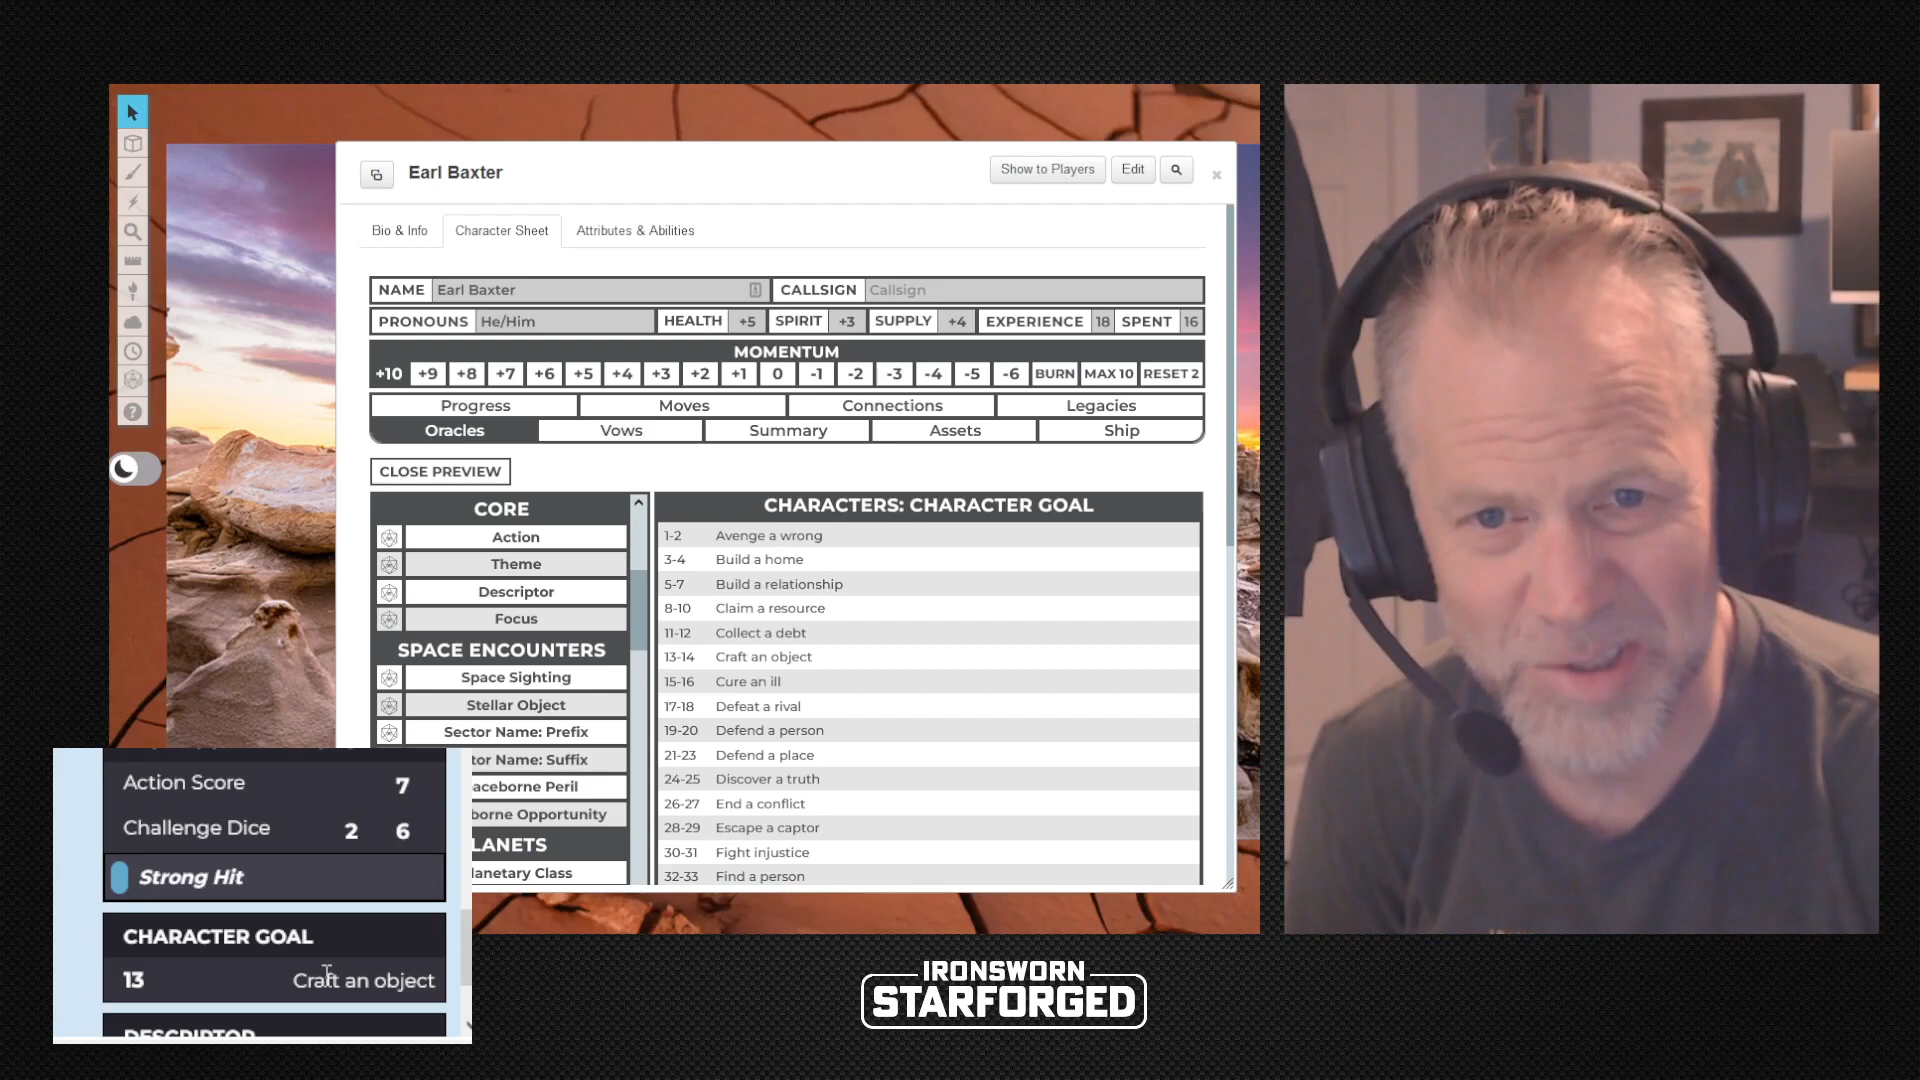 Earl Baxter
Show to Players
Edit
Bio & Info
Character Sheet
Attributes & Abilities
NAME Earl Baxter CALLSIGN Callsign
PRONOUNS He/Him HEALTH +5 SPIRIT +3 SUPPLY +4 EXPERIENCE 18 SPENT 16
MOMENTUM
+10 +9 +8 +7 +6 +5 +4 +3 +2 +1 0 -1 -2 -3 -4 -5 -6 BURN MAX 10 RESET 2
Progress Moves Connections Legacies
Oracles Vows Summary Assets Ship
CLOSE PREVIEW
CORE
Action
Theme
Descriptor
Focus
SPACE ENCOUNTERS
Space Sighting
Stellar Object
Sector Name: Prefix
tor Name: Suffix
aceborne Peril
borne Opportunity
LANETS
lanetary Class
CHARACTERS: CHARACTER GOAL
1-2 Avenge a wrong
3-4 Build a home
5-7 Build a relationship
8-10 Claim a resource
11-12 Collect a debt
13-14 Craft an object
15-16 Cure an ill
17-18 Defeat a rival
19-20 Defend a person
21-23 Defend a place
24-25 Discover a truth
26-27 End a conflict
28-29 Escape a captor
30-31 Fight injustice
32-33 Find a person
Action Score 7
Challenge Dice 2 6
Strong Hit
CHARACTER GOAL
13 Craft an object
DESCRIPTOR
IRONSWORN
STARFORGED